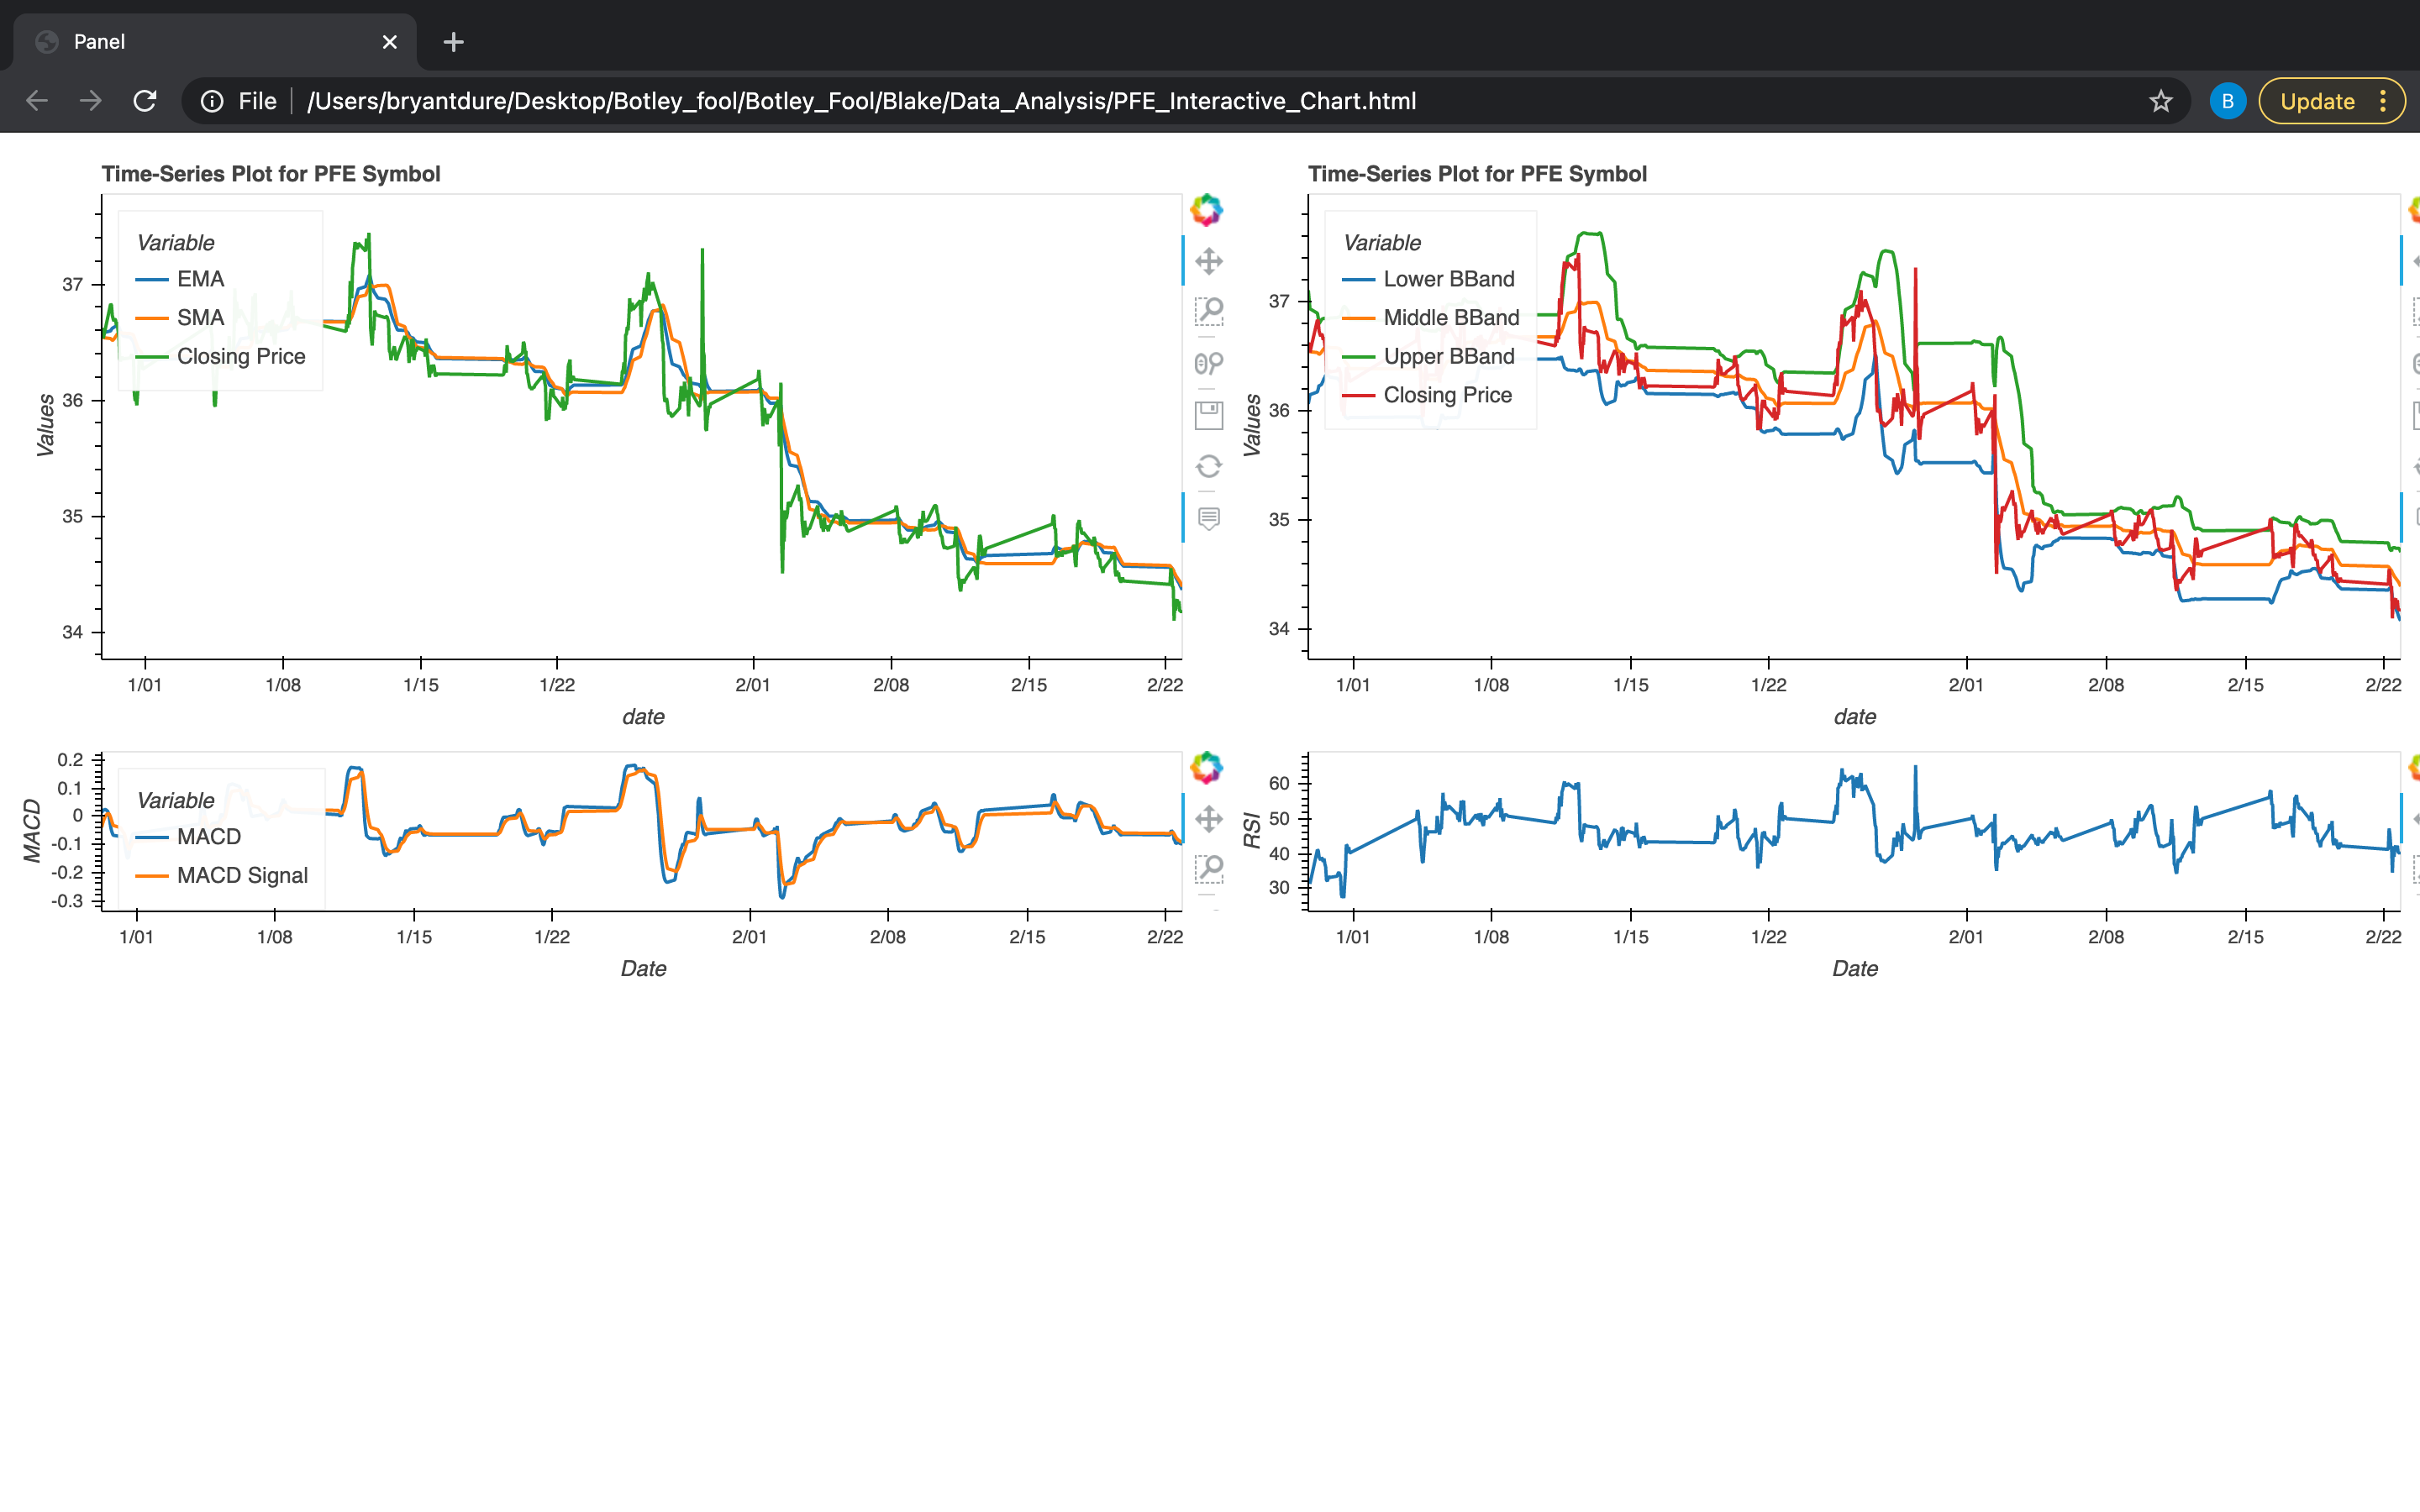 Panel
File /Users/bryantdure/Desktop/Botley_fool/Botley_Fool/Blake/Data_Analysis/PFE_Interactive_Chart.html B Update
Time-Series Plot for PFE Symbol
Variable
EMA
SMA
Closing Price
Values
37
36
35
34
1/01 1/08 1/15 1/22 2/01 2/08 2/15 2/22
date
Time-Series Plot for PFE Symbol
Variable
Lower BBand
Middle BBand
Upper BBand
Closing Price
Values
37
36
35
34
1/01 1/08 1/15 1/22 2/01 2/08 2/15 2/22
date
Variable
MACD
MACD Signal
MACD
0.2
0.1
0
-0.1
-0.2
-0.3
1/01 1/08 1/15 1/22 2/01 2/08 2/15 2/22
Date
RSI
60
50
40
30
1/01 1/08 1/15 1/22 2/01 2/08 2/15 2/22
Date